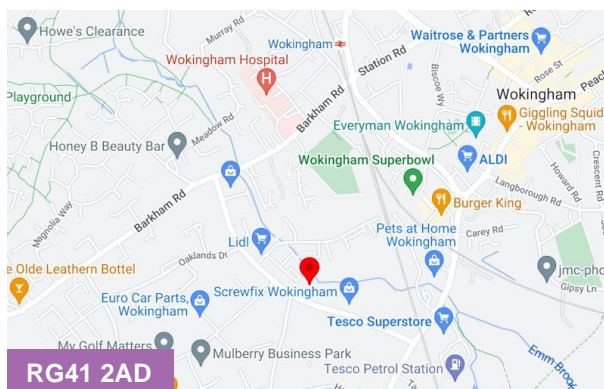 Howe's Clearance
Murray Rd
Wokingham
Station Rd
Waitrose & Partners
Wokingham
Wokingham Hospital
Biscoe Wy
Rose St
Peach
Playground
Wokingham
Barkham Rd
Meadow Rd
Giggling Squid
- Wokingham
Everyman Wokingham
Honey B Beauty Bar
Wokingham Superbowl
ALDI
Crescent Rd
Howard Rd
Langborough Rd
Magnolia Way
Barkham Rd
Burger King
Lidl
Oaklands Dr
Pets at Home
Wokingham
Carey Rd
e Olde Leathern Bottel
jmc-pho
Gipsy Ln
Euro Car Parts,
Wokingham
Screwfix Wokingham
Tesco Superstore
My Golf Matters
Mulberry Business Park
Emm Brook
Tesco Petrol Station
RG41 2AD